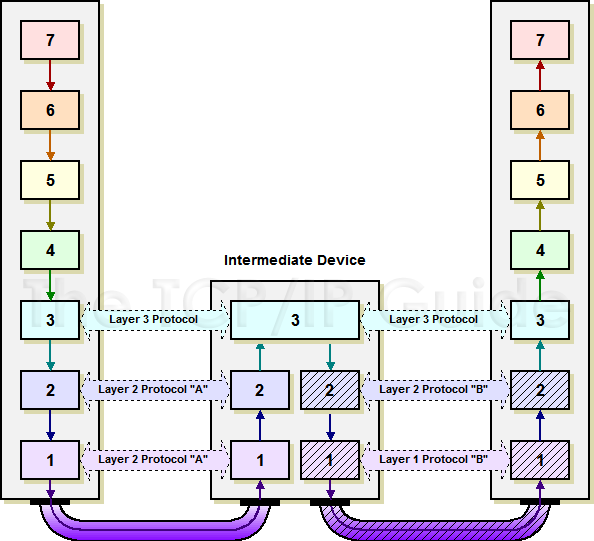 7
7
6
6
5
5
4
4
Intermediate Device
The TCP/IP Guide
3
Layer 3 Protocol
3
Layer 3 Protocol
3
2
Layer 2 Protocol "A"
2
2
Layer 2 Protocol "B"
2
1
Layer 2 Protocol "A"
1
1
Layer 1 Protocol "B"
1